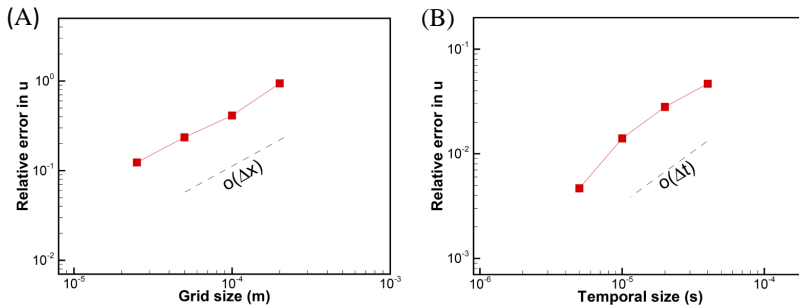 (A)
Relative error in u
10^0
10^-1
10^-2
10^-5
10^-4
10^-3
Grid size (m)
o(Δx)
(B)
Relative error in u
10^-1
10^-2
10^-3
10^-6
10^-5
10^-4
Temporal size (s)
o(Δt)